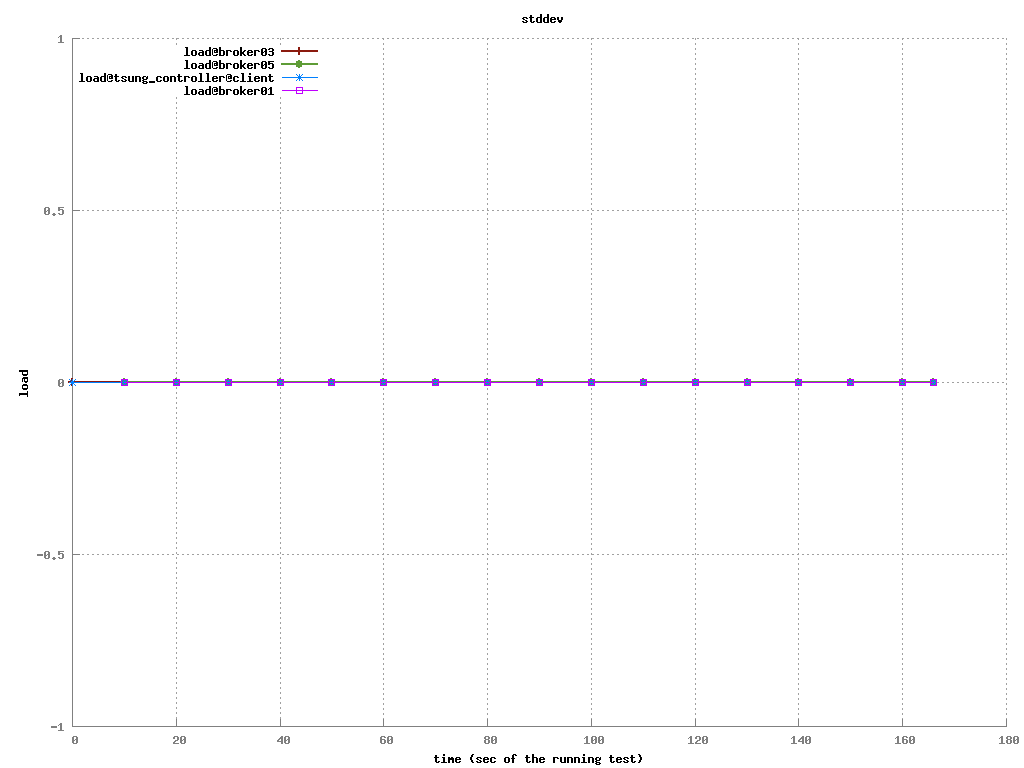 stddev
load@broker03
load@broker05
load@tsung_controller@client
load@broker01
1
0.5
0
-0.5
-1
load
0 20 40 60 80 100 120 140 160 180
time (sec of the running test)